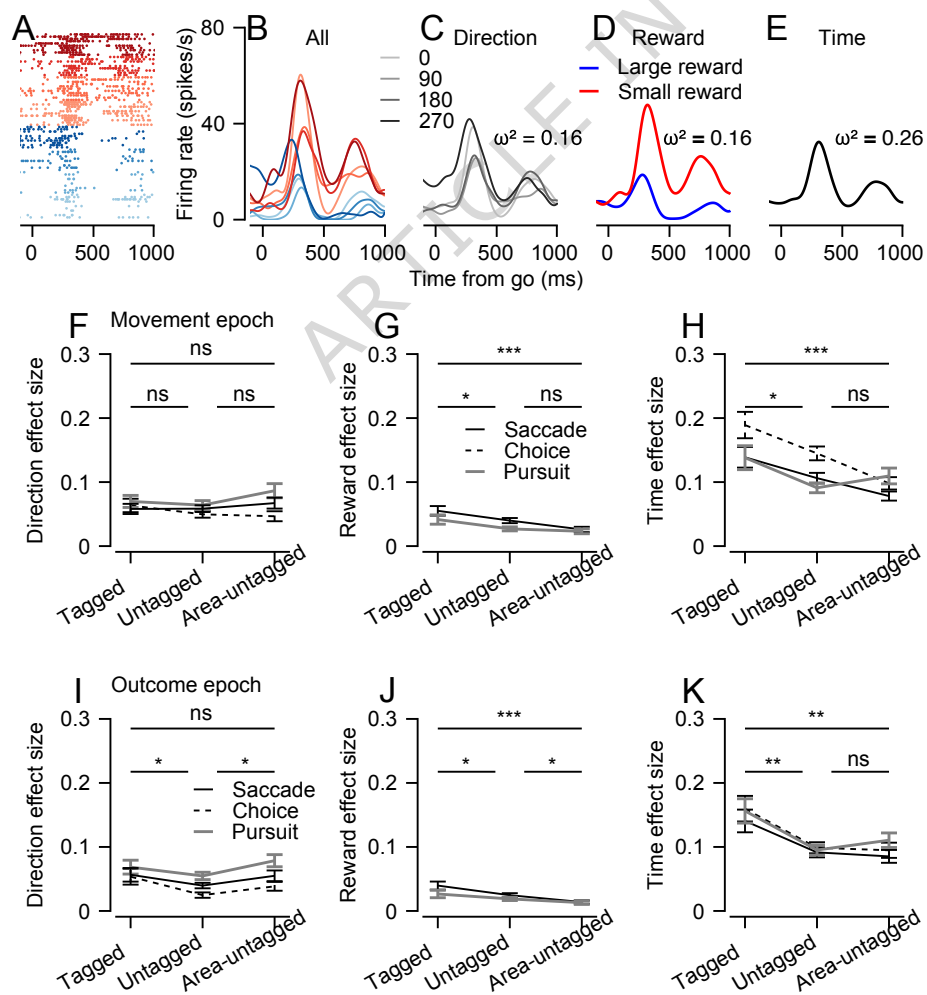 A
B
All
C
Direction
D
Reward
E
Time
80
40
0
Firing rate (spikes/s)
0
90
180
270
Large reward
Small reward
ω² = 0.16
ω² = 0.16
ω² = 0.26
0 500 1000
0 500 1000
0 500 1000
0 500 1000
0 500 1000
Time from go (ms)
ARTICLE IN
F
Movement epoch
ns
ns
ns
0.3
0.2
0.1
0
Direction effect size
Tagged
Untagged
Area-untagged
G
***
*
ns
Saccade
Choice
Pursuit
0.3
0.2
0.1
0
Reward effect size
Tagged
Untagged
Area-untagged
H
***
*
ns
0.3
0.2
0.1
0
Time effect size
Tagged
Untagged
Area-untagged
I
Outcome epoch
ns
*
*
Saccade
Choice
Pursuit
0.3
0.2
0.1
0
Direction effect size
Tagged
Untagged
Area-untagged
J
***
*
*
0.3
0.2
0.1
0
Reward effect size
Tagged
Untagged
Area-untagged
K
**
**
ns
0.3
0.2
0.1
0
Time effect size
Tagged
Untagged
Area-untagged